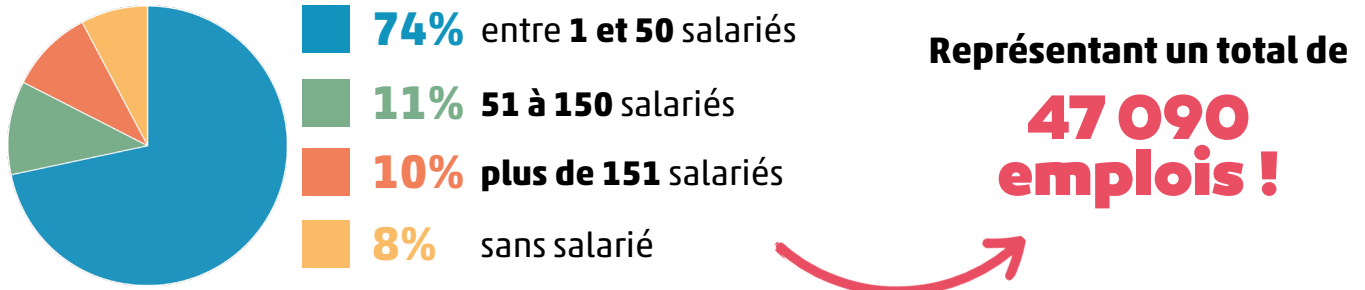 74% entre 1 et 50 salariés
11% 51 à 150 salariés
10% plus de 151 salariés
8% sans salarié
Représentant un total de
47 090
emplois !